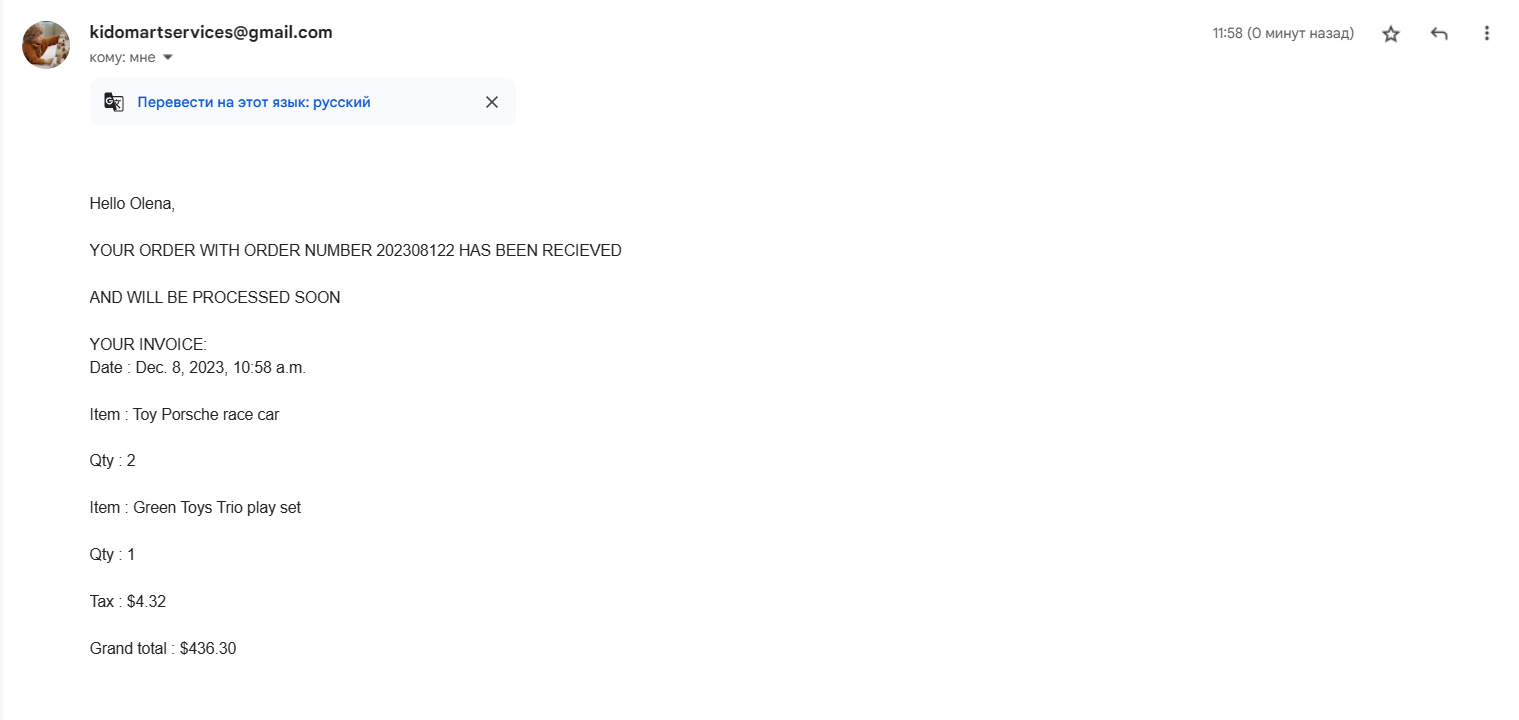 kidomartservices@gmail.com
11:58 (0 минут назад)
кому: мне
Перевести на этот язык: русский
Hello Olena,
YOUR ORDER WITH ORDER NUMBER 202308122 HAS BEEN RECIEVED
AND WILL BE PROCESSED SOON
YOUR INVOICE:
Date : Dec. 8, 2023, 10:58 a.m.
Item : Toy Porsche race car
Qty : 2
Item : Green Toys Trio play set
Qty : 1
Tax : $4.32
Grand total : $436.30